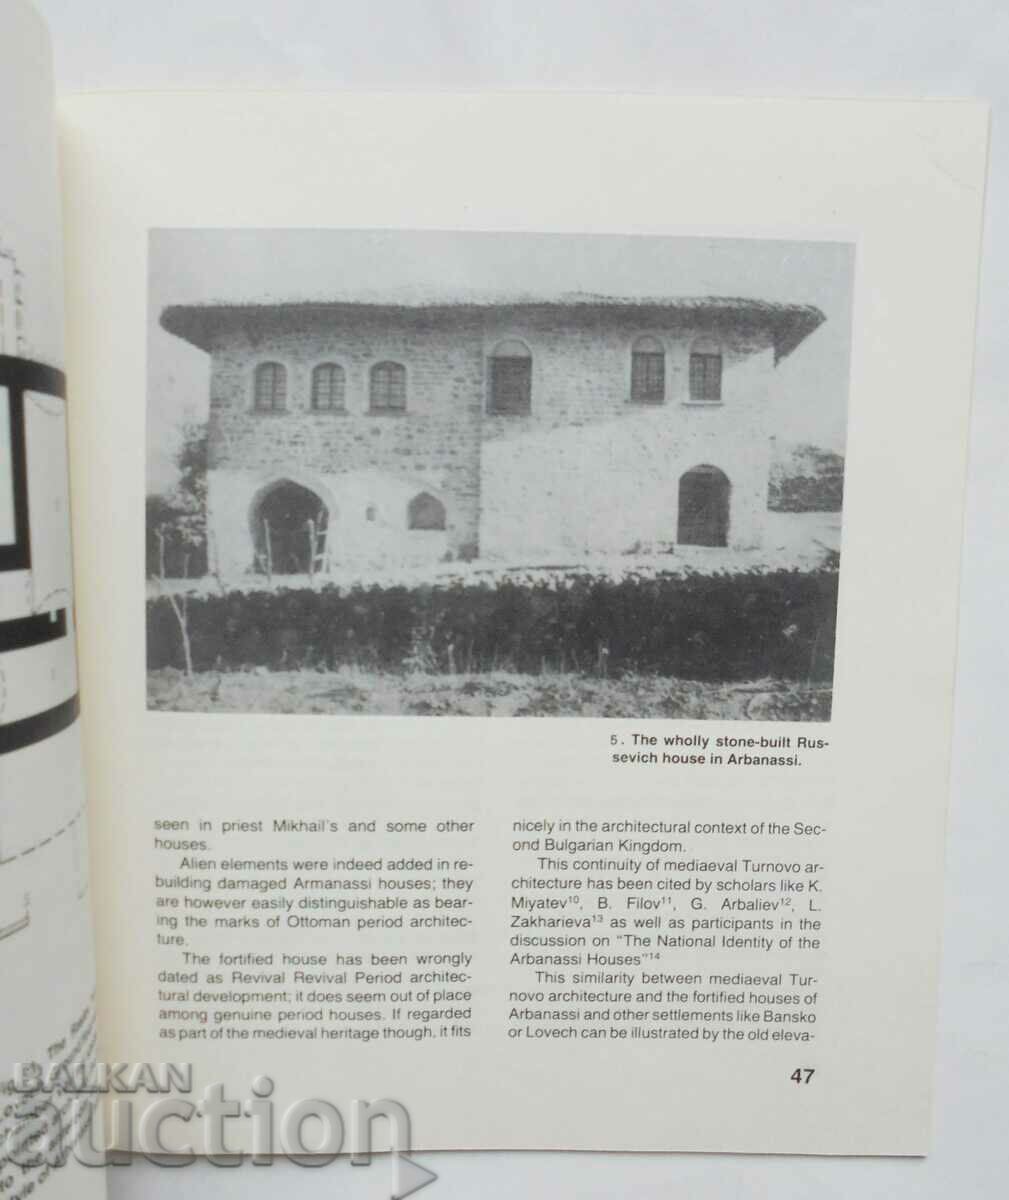 5. The wholly stone-built Rus-
sevich house in Arbanassi.
seen in priest Mikhail's and some other
houses.
Alien elements were indeed added in re-
building damaged Armanassi houses; they
are however easily distinguishable as bear-
ing the marks of Ottoman period architec-
ture.
The fortified house has been wrongly
dated as Revival Revival Period architec-
tural development; it does seem out of place
among genuine period houses. If regarded
as part of the medieval heritage though, it fits
nicely in the architectural context of the Sec-
ond Bulgarian Kingdom.
This continuity of mediaeval Turnovo ar-
chitecture has been cited by scholars like K.
Miyatev¹⁰, B. Filov¹¹, G. Arbaliev¹², L.
Zakharieva¹³ as well as participants in the
discussion on "The National Identity of the
Arbanassi Houses"¹⁴
This similarity between mediaeval Tur-
novo architecture and the fortified houses of
Arbanassi and other settlements like Bansko
or Lovech can be illustrated by the old eleva-
47
BALKAN
auction